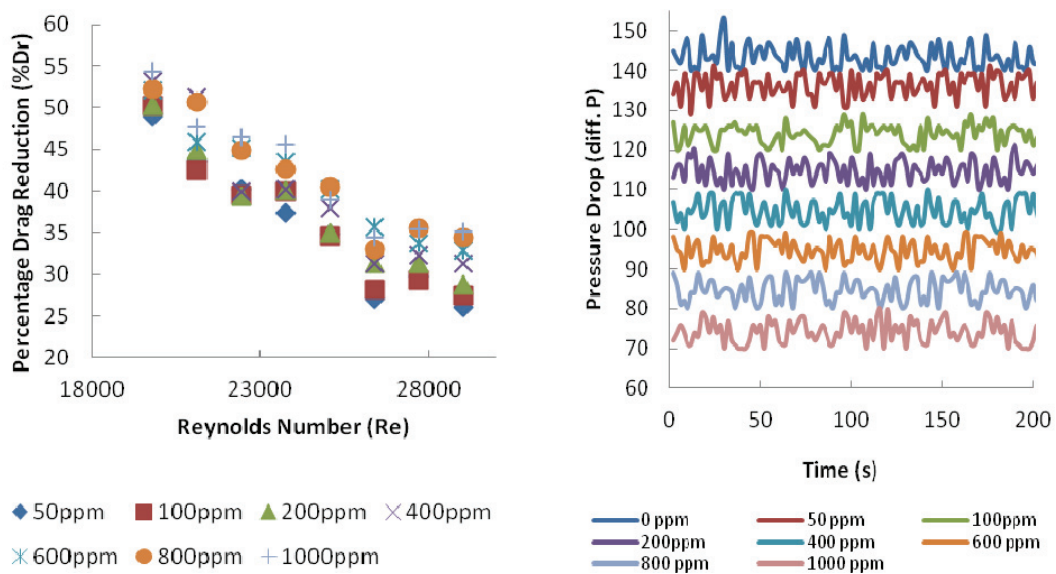 Percentage Drag Reduction (%Dr)
60
55
50
45
40
35
30
25
20
18000 23000 28000
Reynolds Number (Re)
50ppm 100ppm 200ppm 400ppm
600ppm 800ppm 1000ppm
Pressure Drop (diff. P)
150
140
130
120
110
100
90
80
70
60
0 50 100 150 200
Time (s)
0 ppm 50 ppm 100ppm
200ppm 400 ppm 600 ppm
800 ppm 1000 ppm